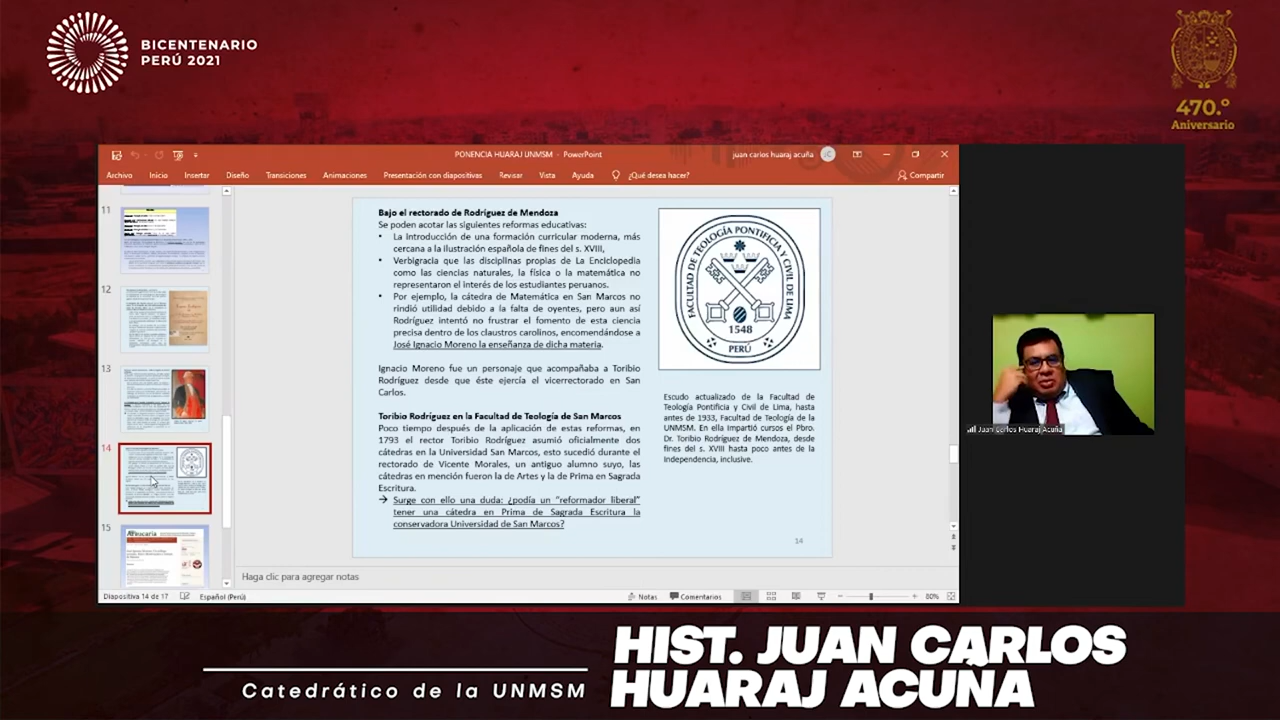 BICENTENARIO
PERÚ 2021
470.º
Aniversario
PONENCIA HUARAJ UNMSM - PowerPoint
juan carlos huaraj acuña
Archivo Inicio Insertar Diseño Transiciones Animaciones Presentación con diapositivas Revisar Vista Ayuda ¿Qué desea hacer? Compartir
11
12
13
14
15
Bajo el rectorado de Rodríguez de Mendoza
Se poden acotar las siguientes reformas educativas:
• La Introducción de una formación curricular moderna, más
cercana a la ilustración española de fines del s. XVIII,
• Verbigracia que las disciplinas propias de La Enciclopedia
como las ciencias naturales, la física o la matemática no
representaron el interés de los estudiantes peruanos.
• Por ejemplo, la cátedra de Matemática en San Marcos no
rindió utilidad debido a la falta de oyentes, pero aun así
Rodríguez intentó no frustrar el fomento de esta ciencia
precisa dentro de los claustros carolinos, encomendándose a
José Ignacio Moreno la enseñanza de dicha materia.
Ignacio Moreno fue un personaje que acompañaba a Toribio
Rodríguez desde que éste ejercía el vicerrectorado en San
Carlos.
Toribio Rodríguez en la Facultad de Teología de San Marcos
Poco tiempo después de la aplicación de estas reformas, en
1793 el rector Toribio Rodríguez asumió oficialmente dos
cátedras en la Universidad San Marcos, esto sucedió durante el
rectorado de Vicente Morales, un antiguo alumno suyo, las
cátedras en mención fueron la de Artes y la de Prima en Sagrada
Escritura.
→ Surge con ello una duda: ¿podía un "reformador liberal"
tener una cátedra en Prima de Sagrada Escritura la
conservadora Universidad de San Marcos?
FACULTAD DE TEOLOGÍA PONTIFICIA Y CIVIL DE LIMA
1548
PERÚ
Escudo actualizado de la Facultad de
Teología Pontificia y Civil de Lima, hasta
antes de 1933, Facultad de Teología de la
UNMSM. En ella impartió cursos el Pbro.
Dr. Toribio Rodríguez de Mendoza, desde
fines del s. XVIII hasta poco antes de la
Independencia, inclusive.
14
Haga clic para agregar notas
Diapositiva 14 de 17 Español (Perú) Notas Comentarios 80%
Juan Carlos Huaraj Acuña
Catedrático de la UNMSM
HIST. JUAN CARLOS
HUARAJ ACUÑA